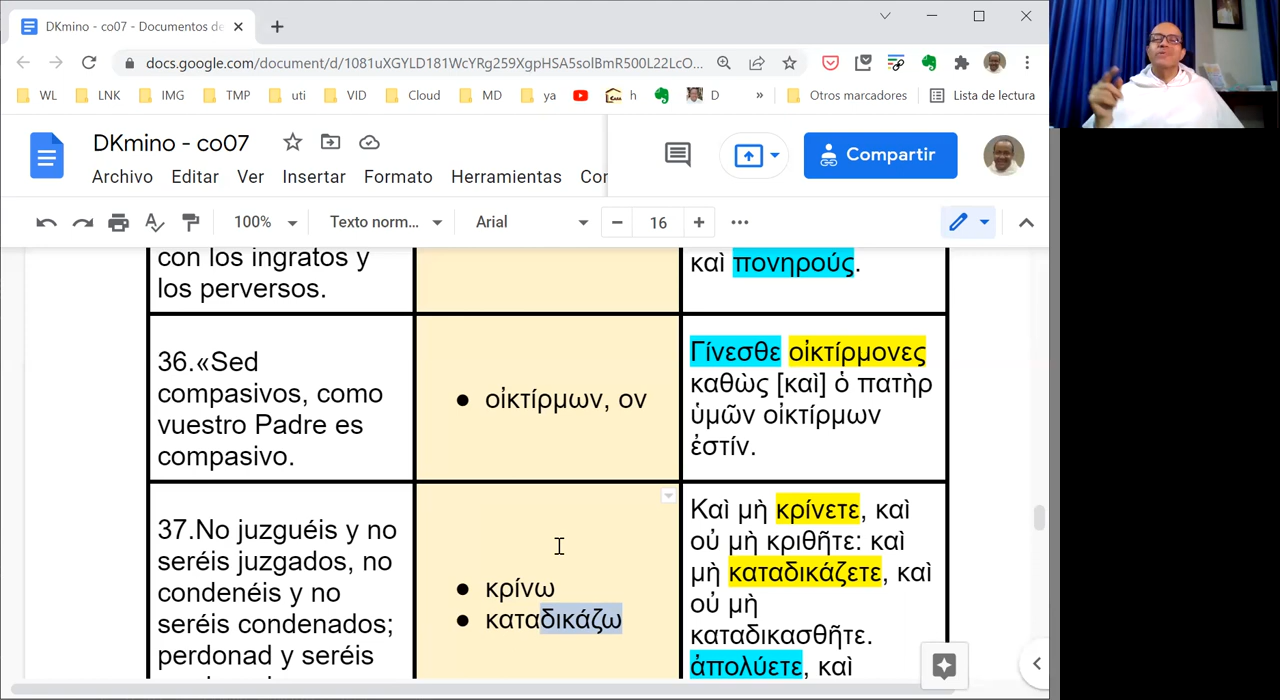 DKmino - co07 - Documentos de
docs.google.com/document/d/1081uXGYLD181WcYRg259XgpHSA5solBmR500L22LcO...
WL LNK IMG TMP uti VID Cloud MD ya h D » Otros marcadores Lista de lectura
DKmino - co07
Archivo Editar Ver Insertar Formato Herramientas Cor
Compartir
100% Texto norm... Arial − 16 +
con los ingratos y
los perversos.
καὶ πονηρούς.
36.«Sed
compasivos, como
vuestro Padre es
compasivo.
● οἰκτίρμων, ον
Γίνεσθε οἰκτίρμονες
καθὼς [καὶ] ὁ πατὴρ
ὑμῶν οἰκτίρμων
ἐστίν.
37.No juzguéis y no
seréis juzgados, no
condenéis y no
seréis condenados;
perdonad y seréis
● κρίνω
● καταδικάζω
Καὶ μὴ κρίνετε, καὶ
οὐ μὴ κριθῆτε: καὶ
μὴ καταδικάζετε, καὶ
οὐ μὴ
καταδικασθῆτε.
ἀπολύετε, καὶ